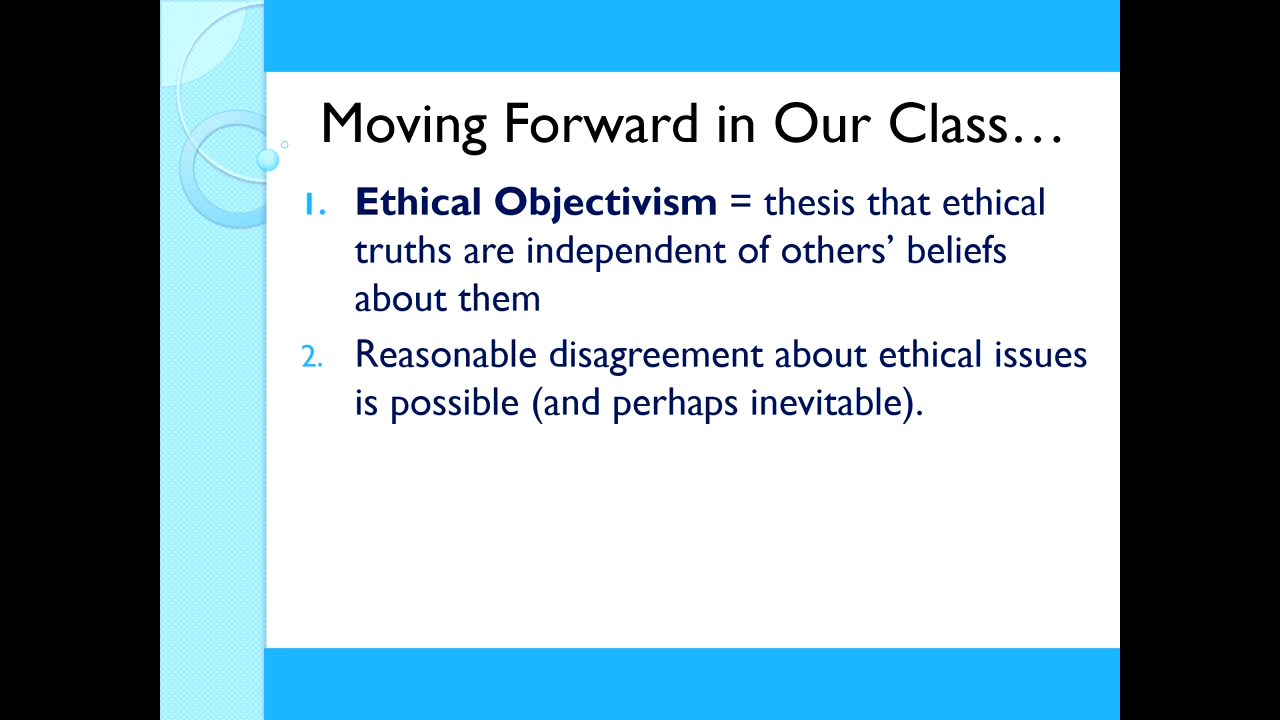 Moving Forward in Our Class…
1. Ethical Objectivism = thesis that ethical
truths are independent of others’ beliefs
about them
2. Reasonable disagreement about ethical issues
is possible (and perhaps inevitable).